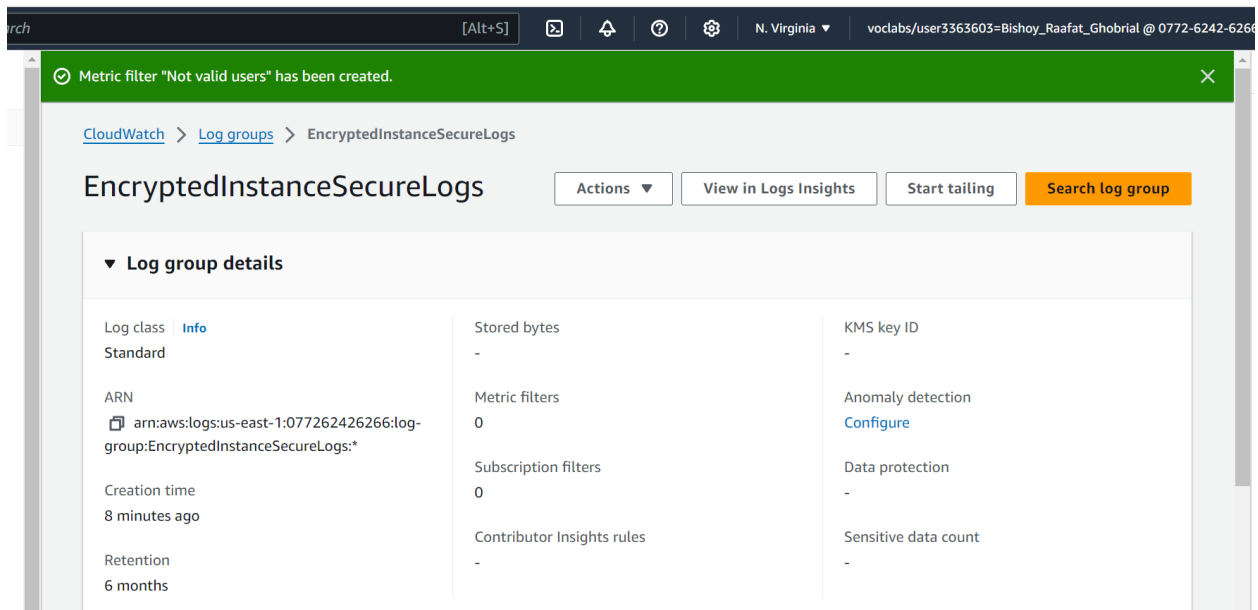 [Alt+S] N. Virginia ▼ voclabs/user3363603=Bishoy_Raafat_Ghobrial @ 0772-6242-6266
Metric filter "Not valid users" has been created.
CloudWatch > Log groups > EncryptedInstanceSecureLogs
EncryptedInstanceSecureLogs
Actions ▼ View in Logs Insights Start tailing Search log group
▼ Log group details
Log class Info
Standard
ARN
arn:aws:logs:us-east-1:077262426266:log-
group:EncryptedInstanceSecureLogs:*
Creation time
8 minutes ago
Retention
6 months
Stored bytes
-
Metric filters
0
Subscription filters
0
Contributor Insights rules
-
KMS key ID
-
Anomaly detection
Configure
Data protection
-
Sensitive data count
-